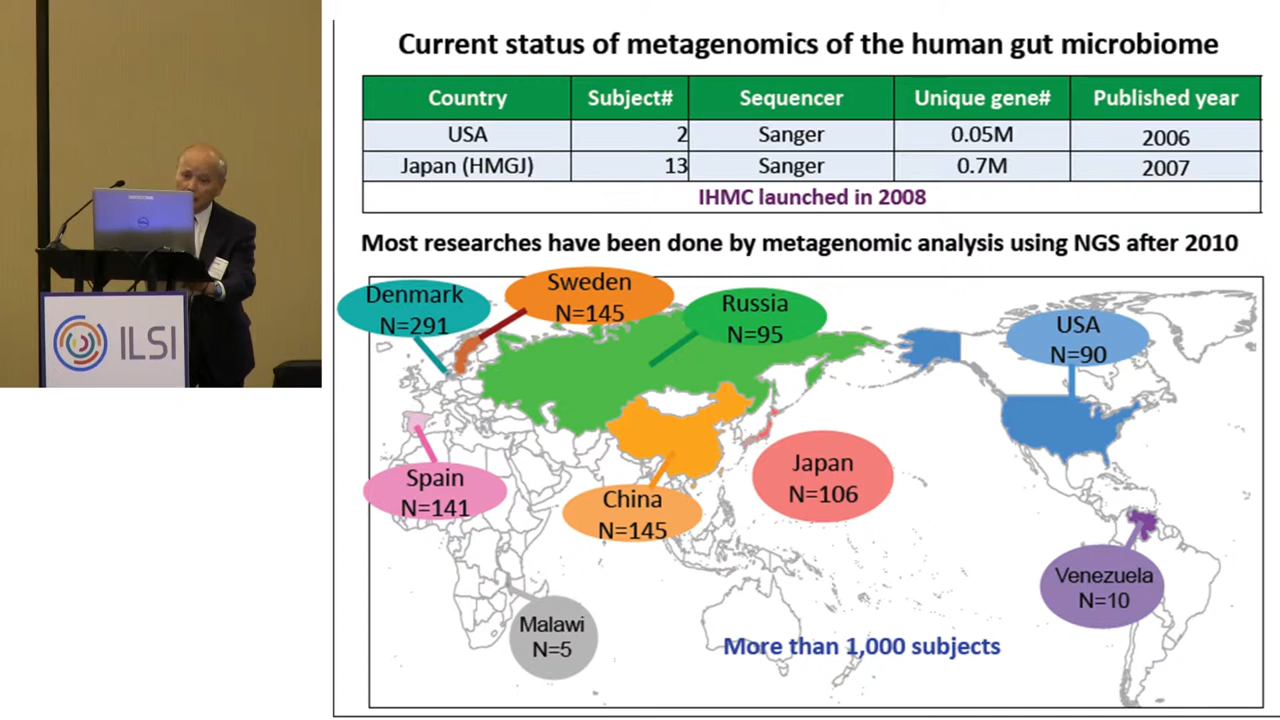 Current status of metagenomics of the human gut microbiome
Country Subject# Sequencer Unique gene# Published year
USA 2 Sanger 0.05M 2006
Japan (HMGJ) 13 Sanger 0.7M 2007
IHMC launched in 2008
Most researches have been done by metagenomic analysis using NGS after 2010
Denmark
N=291
Sweden
N=145
Russia
N=95
USA
N=90
Spain
N=141
China
N=145
Japan
N=106
Venezuela
N=10
Malawi
N=5
More than 1,000 subjects
ILSI
DELL